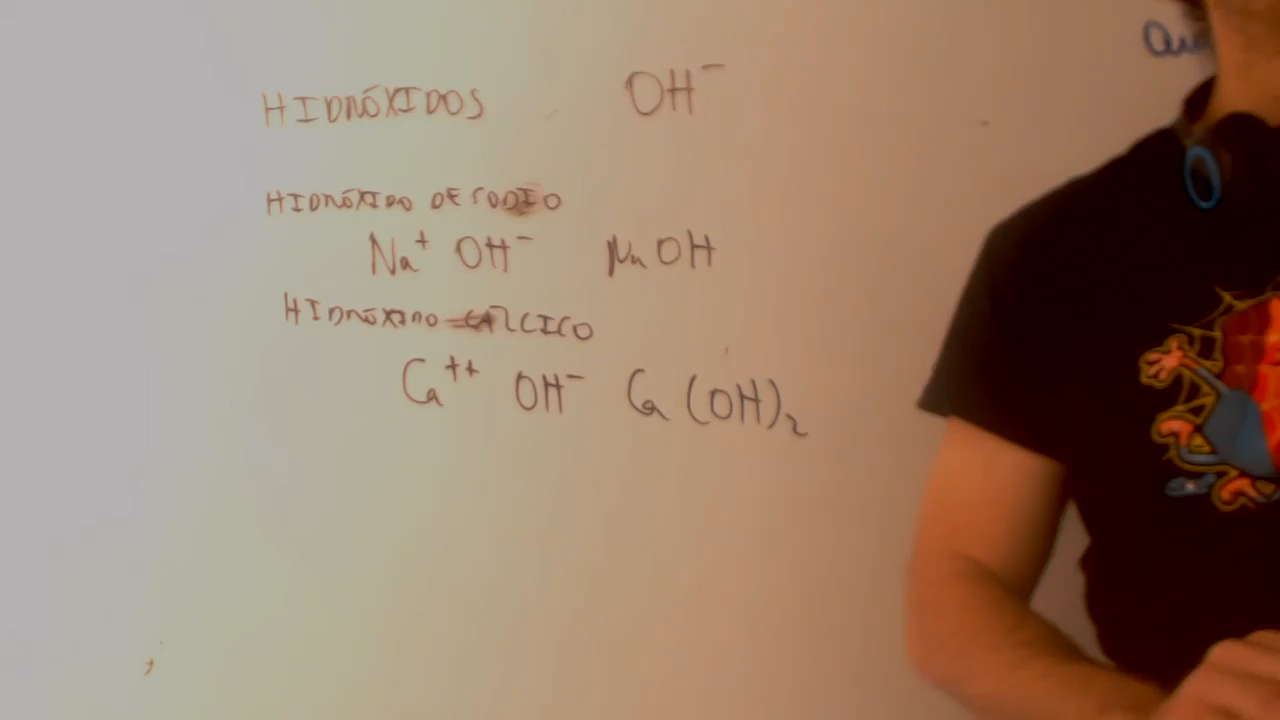 HIDRÓXIDOS OH⁻
HIDRÓXIDO DE SODIO
Na⁺ OH⁻ NaOH
HIDRÓXIDO CÁLCICO
Ca⁺⁺ OH⁻ Ca(OH)₂